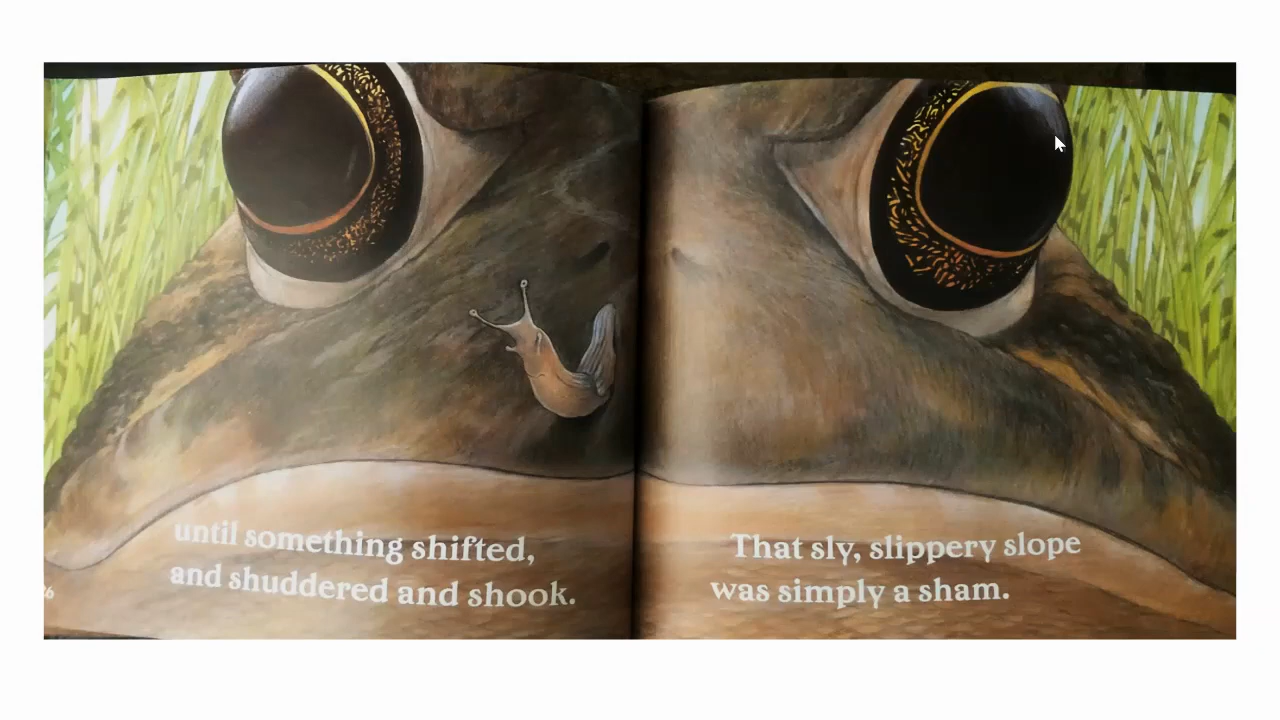 until something shifted,
and shuddered and shook.
That sly, slippery slope
was simply a sham.